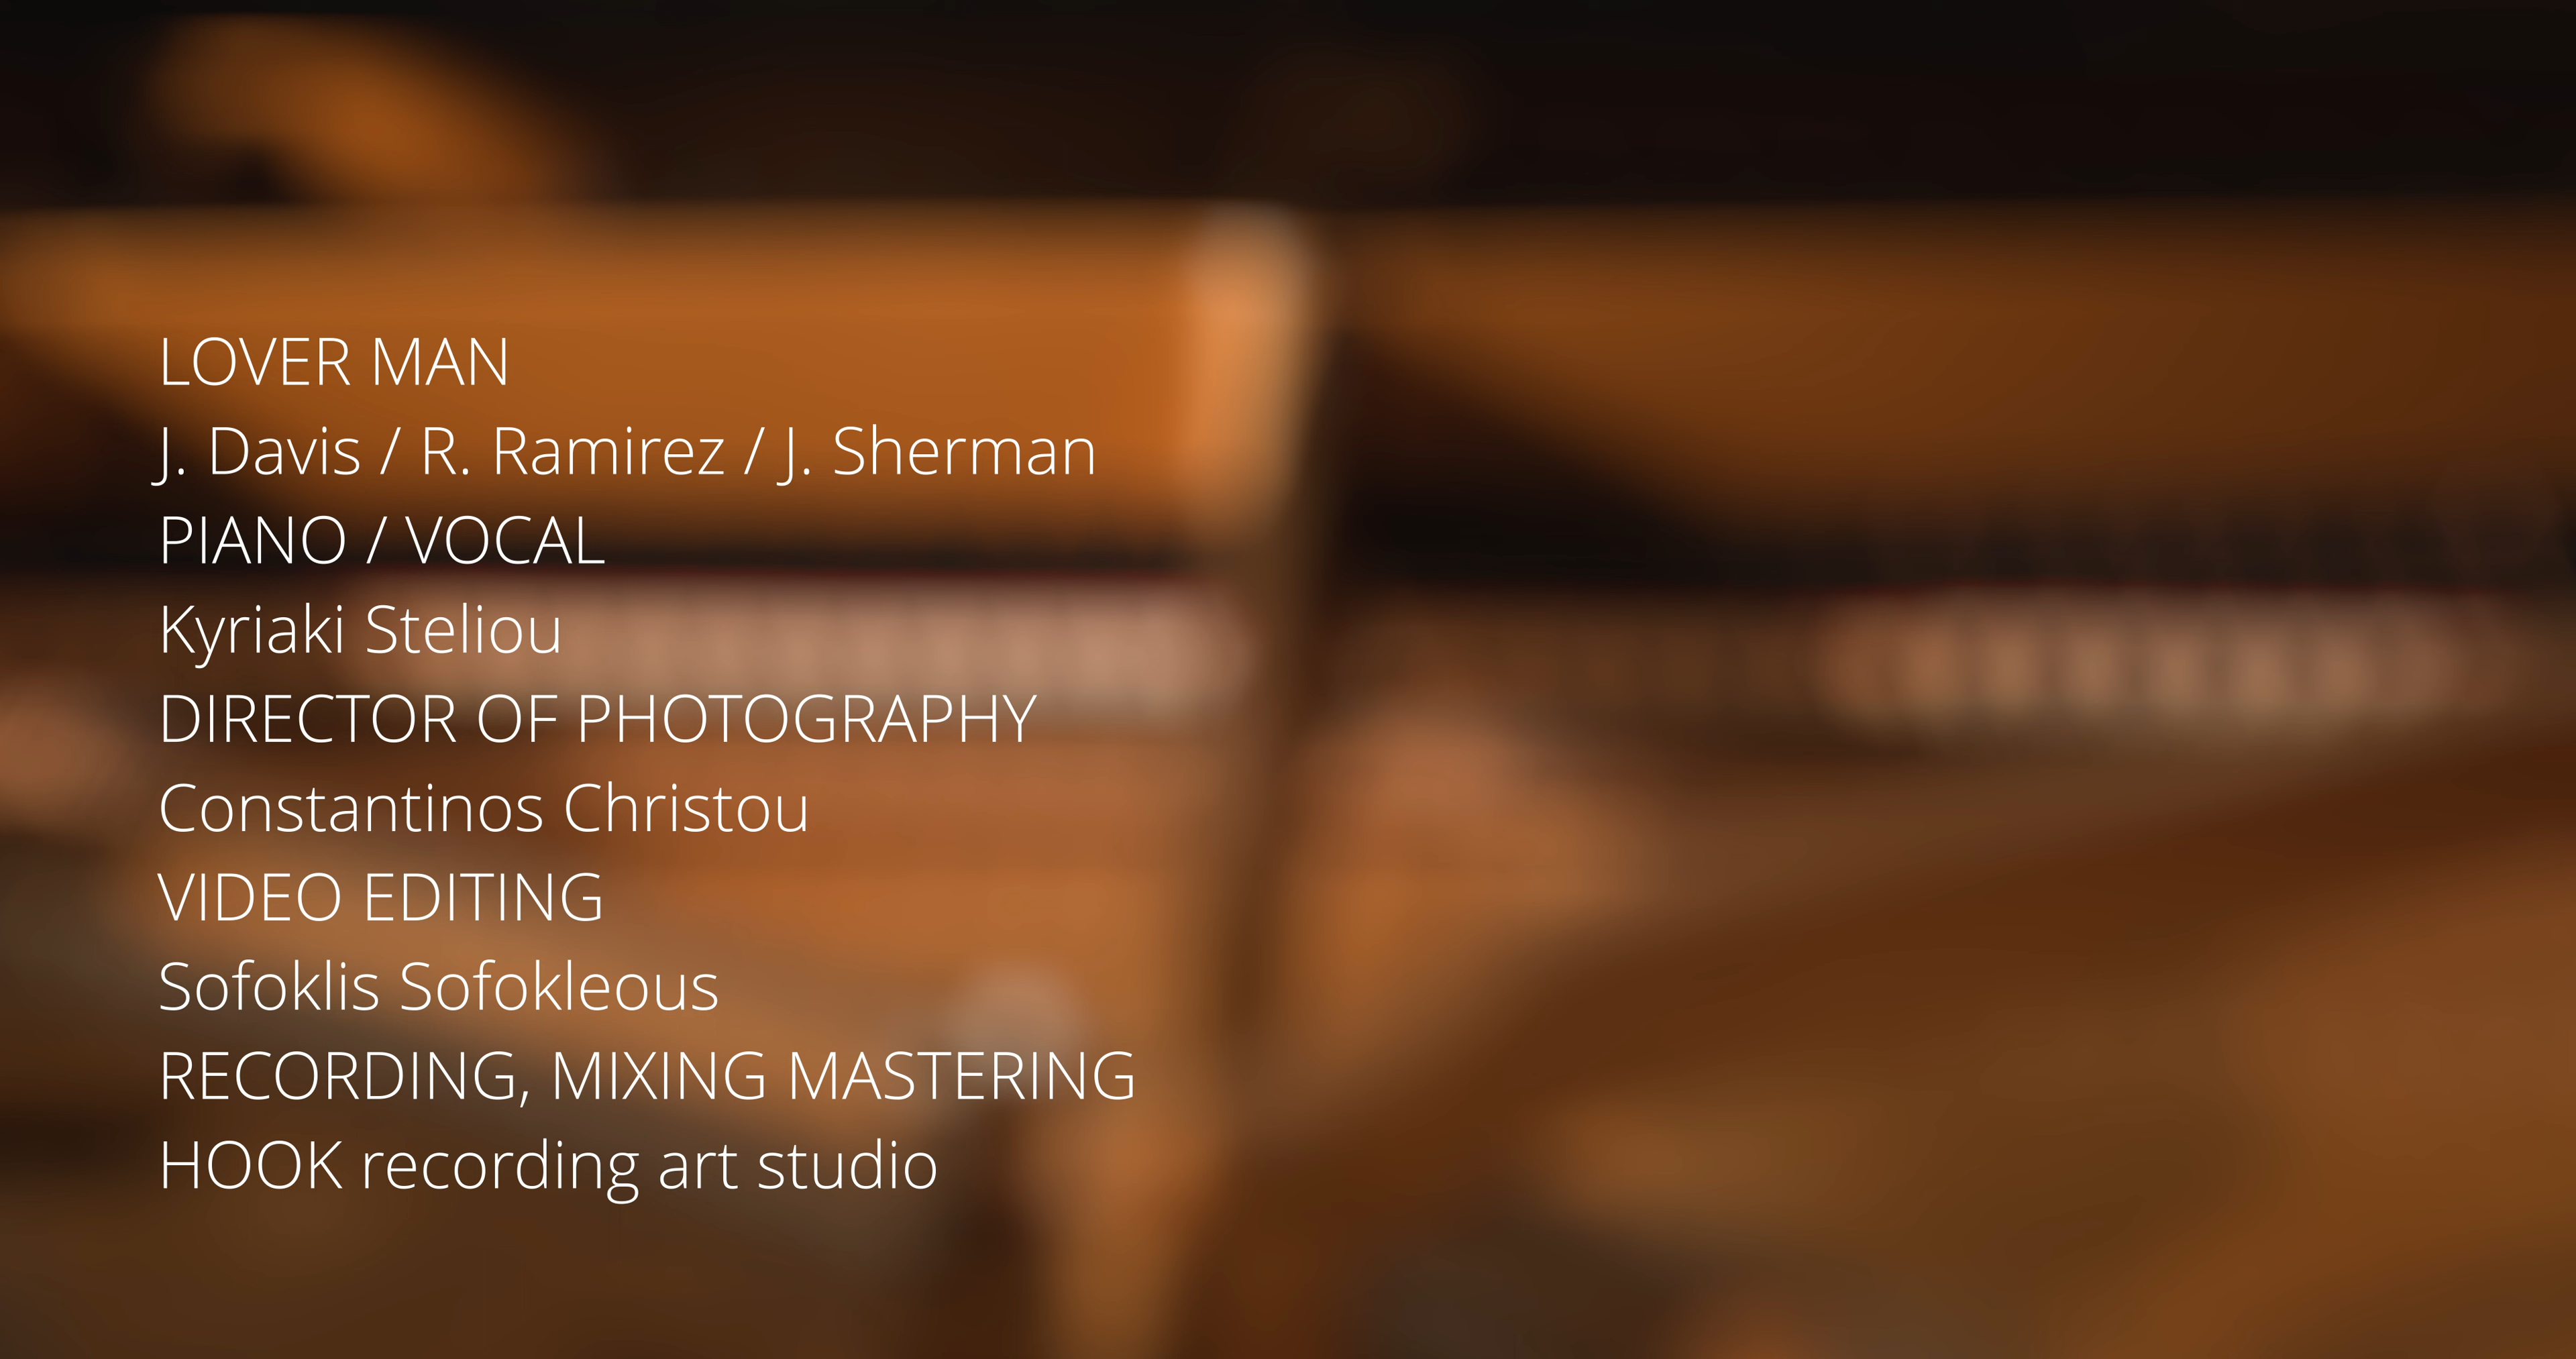 LOVER MAN
J. Davis / R. Ramirez / J. Sherman
PIANO / VOCAL
Kyriaki Steliou
DIRECTOR OF PHOTOGRAPHY
Constantinos Christou
VIDEO EDITING
Sofoklis Sofokleous
RECORDING, MIXING MASTERING
HOOK recording art studio